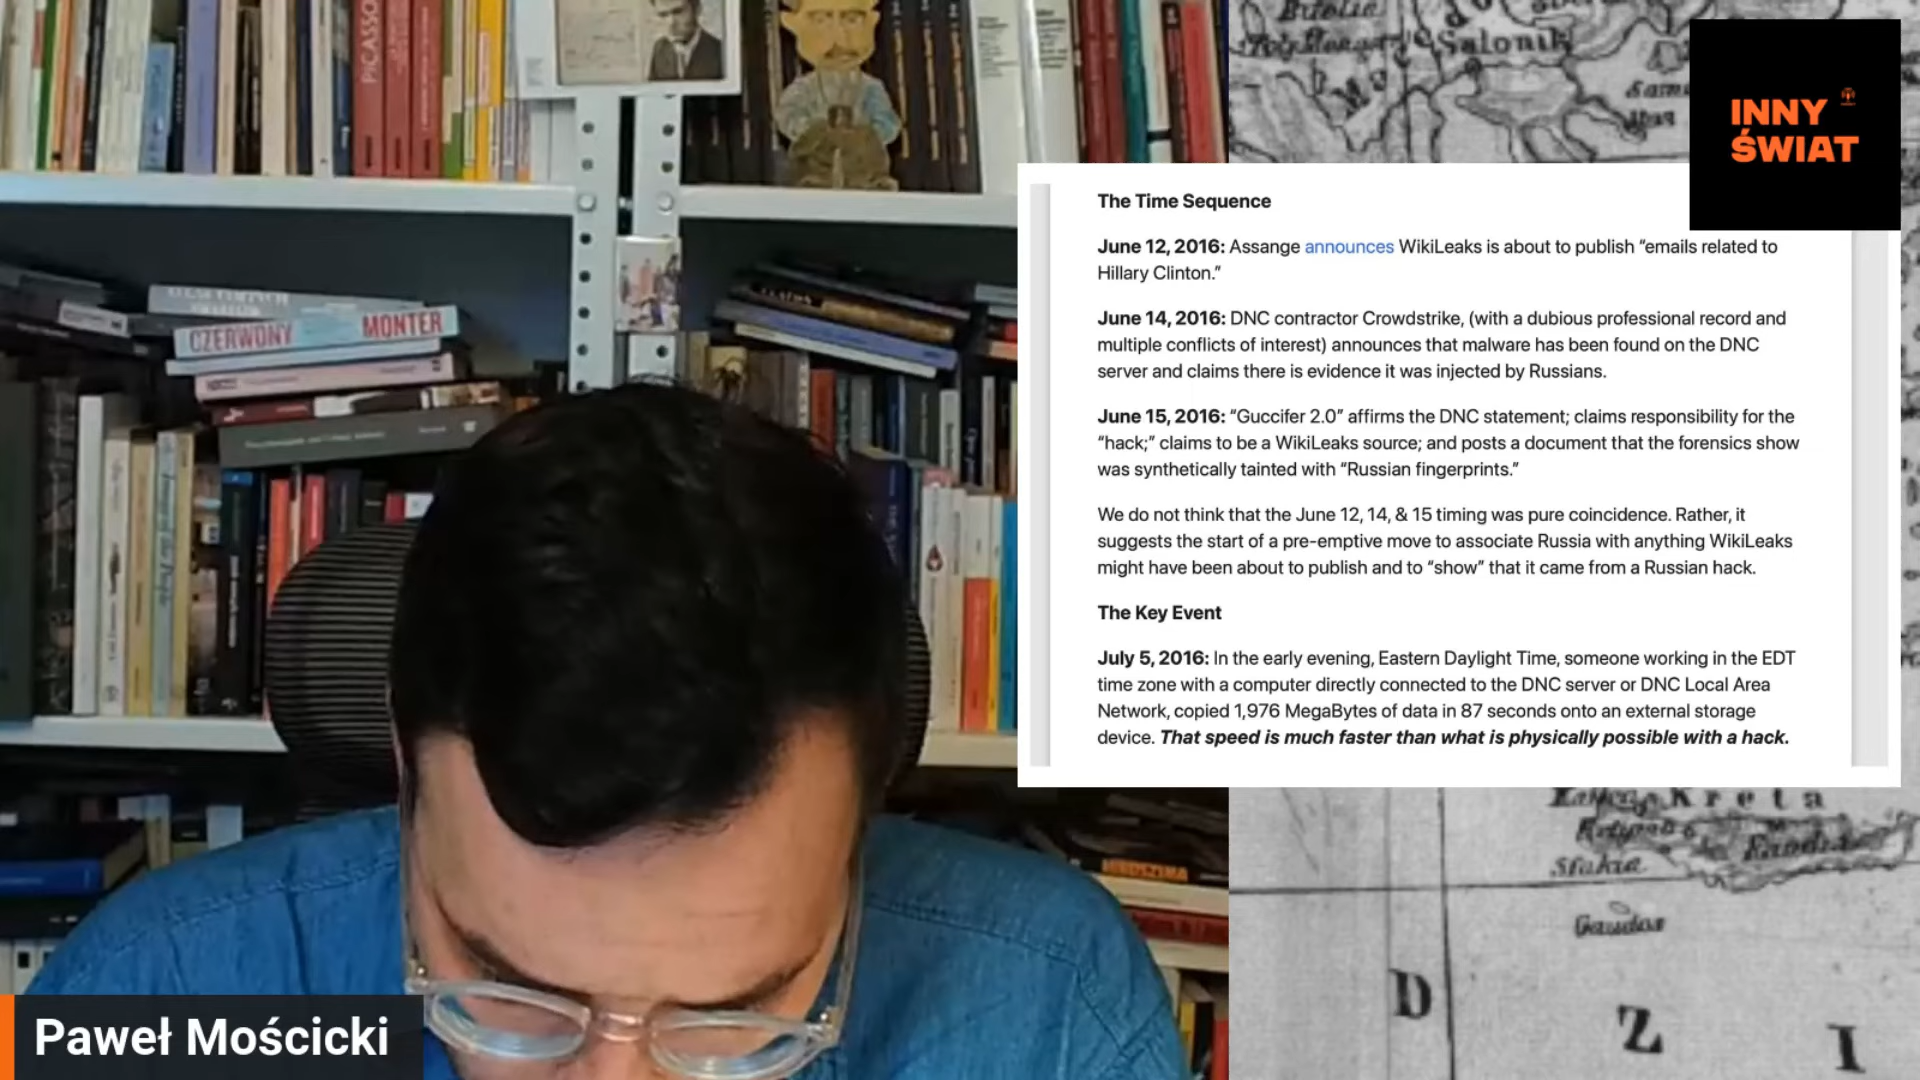 PICASSO
Salonik
INNY
ŚWIAT
CZERWONY MONTER
The Time Sequence
June 12, 2016: Assange announces WikiLeaks is about to publish “emails related to
Hillary Clinton.”
June 14, 2016: DNC contractor Crowdstrike, (with a dubious professional record and
multiple conflicts of interest) announces that malware has been found on the DNC
server and claims there is evidence it was injected by Russians.
June 15, 2016: “Guccifer 2.0” affirms the DNC statement; claims responsibility for the
“hack;” claims to be a WikiLeaks source; and posts a document that the forensics show
was synthetically tainted with “Russian fingerprints.”
We do not think that the June 12, 14, & 15 timing was pure coincidence. Rather, it
suggests the start of a pre-emptive move to associate Russia with anything WikiLeaks
might have been about to publish and to “show” that it came from a Russian hack.
The Key Event
July 5, 2016: In the early evening, Eastern Daylight Time, someone working in the EDT
time zone with a computer directly connected to the DNC server or DNC Local Area
Network, copied 1,976 MegaBytes of data in 87 seconds onto an external storage
device. That speed is much faster than what is physically possible with a hack.
Kreta
Sfakia
Gaudos
D Z I
Paweł Mościcki